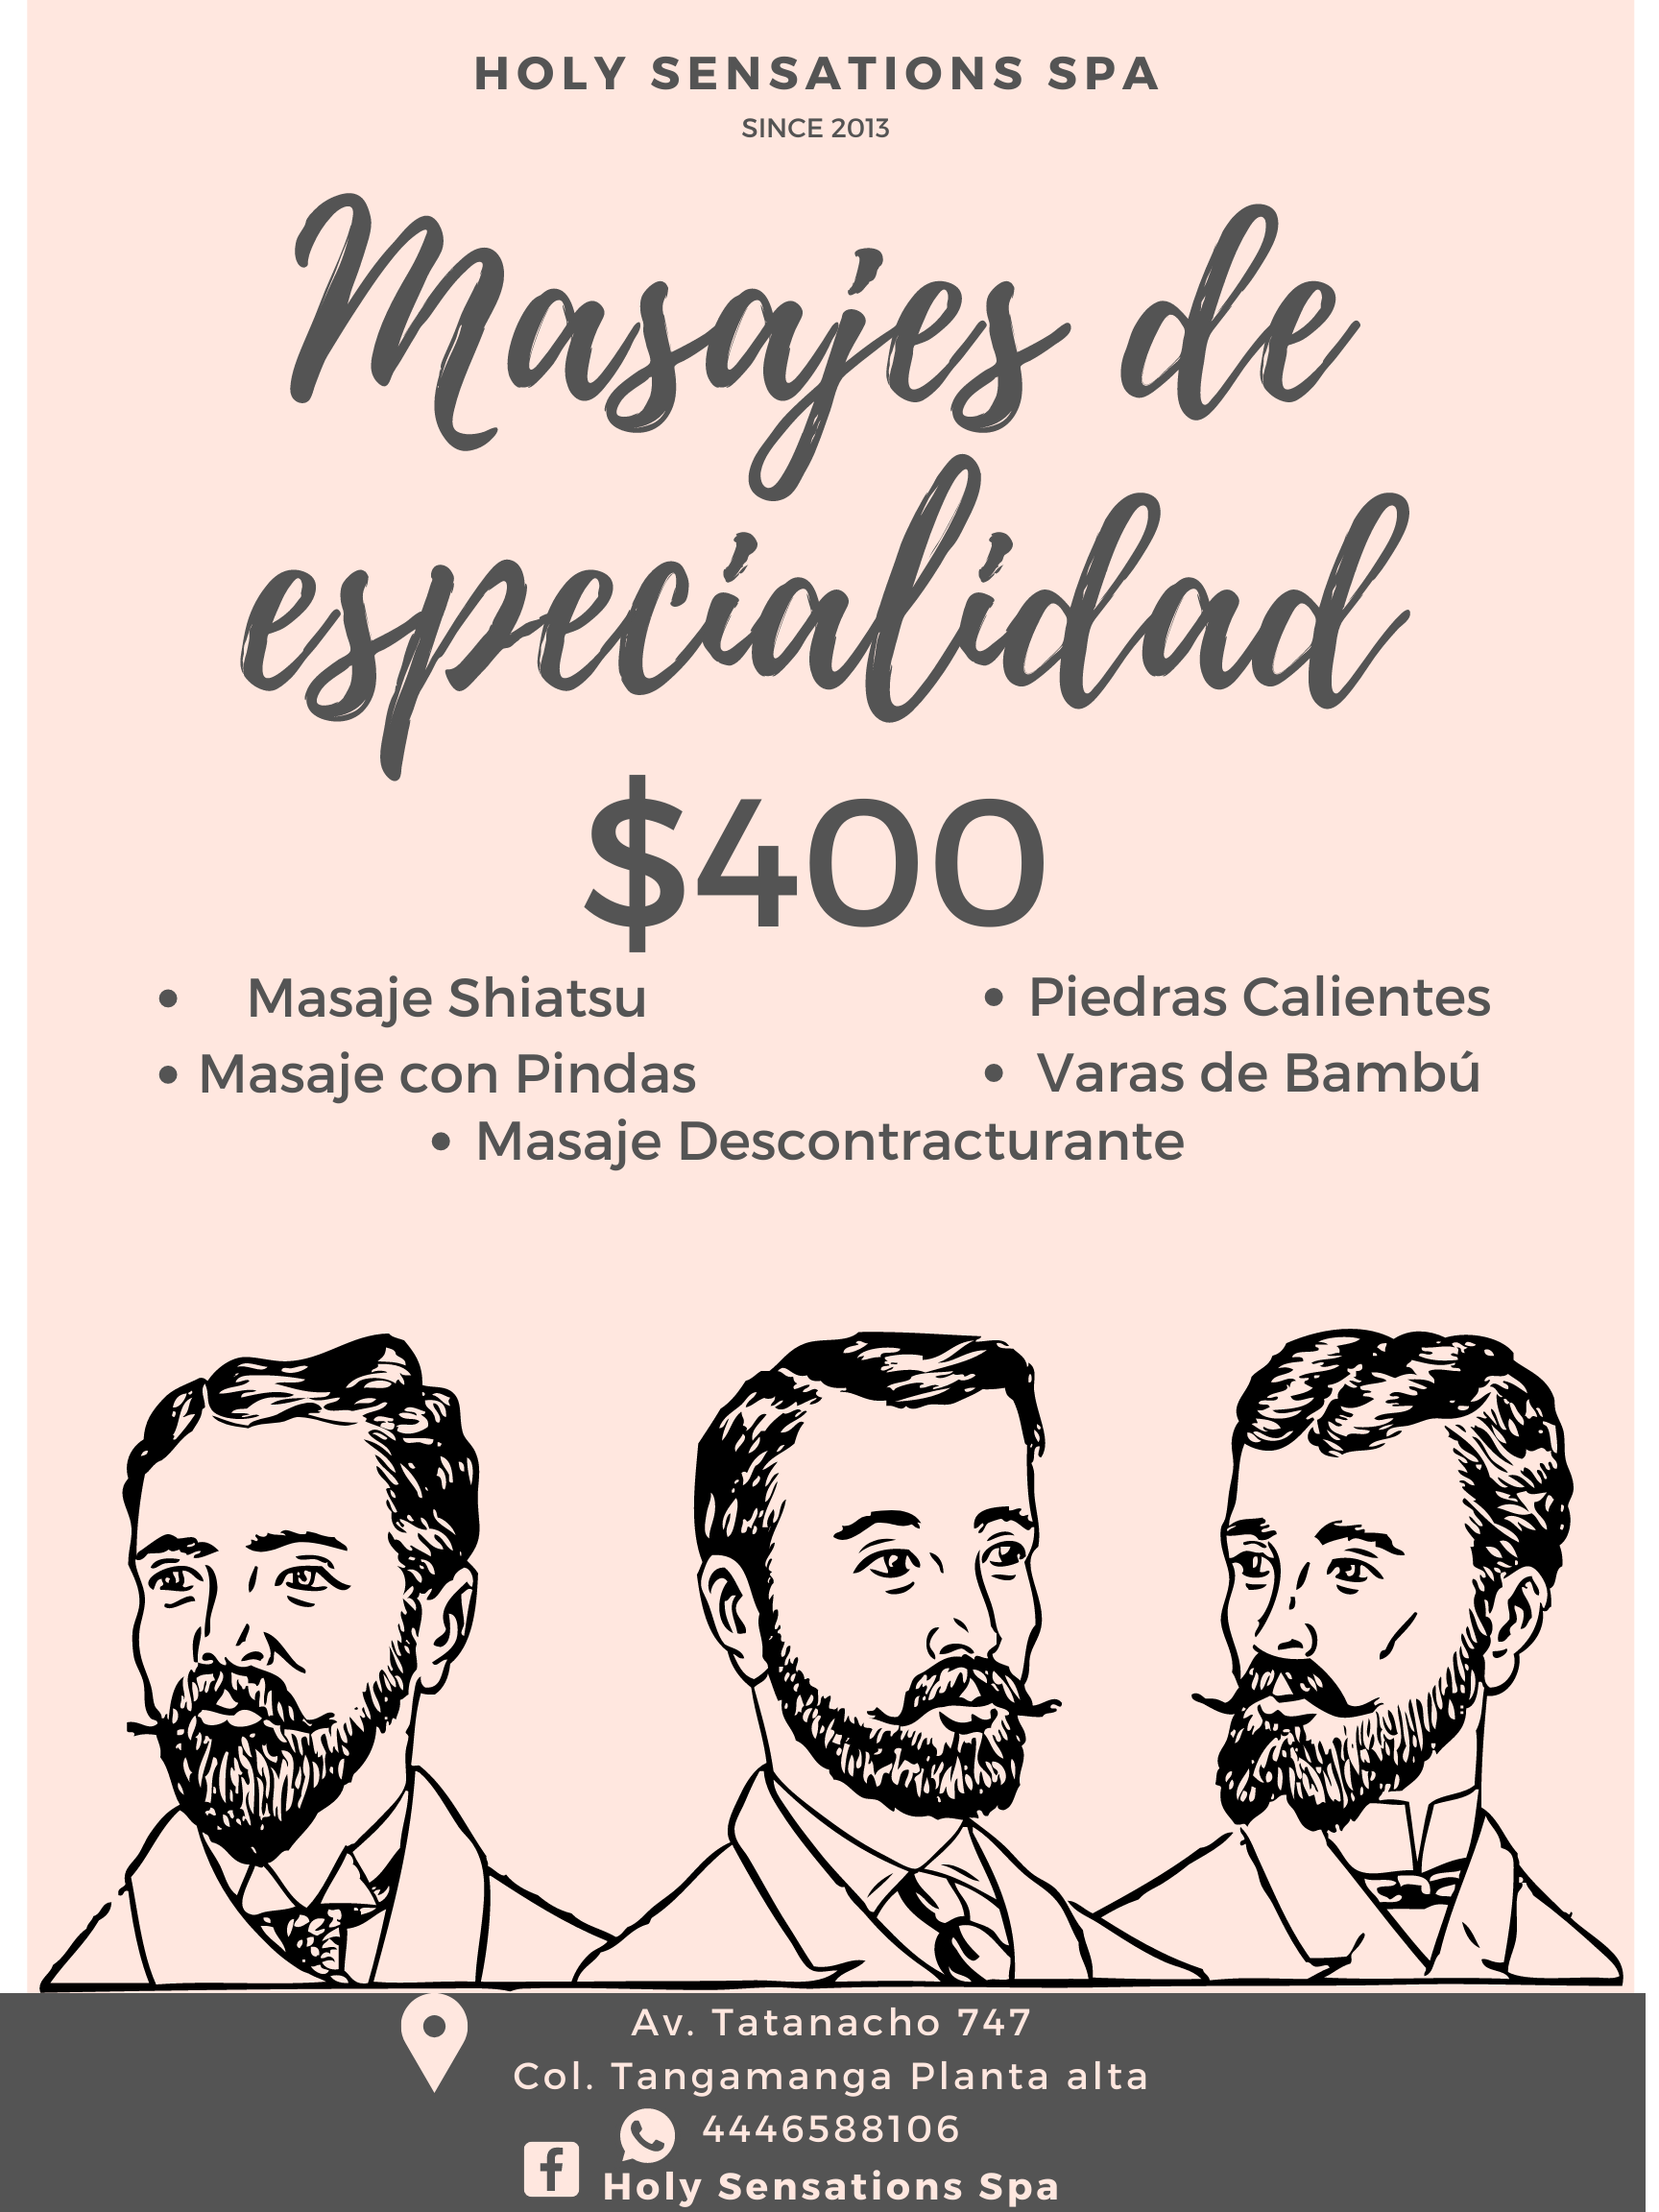 HOLY SENSATIONS SPA
SINCE 2013
Masajes de
especialidad
$400
• Masaje Shiatsu
• Masaje con Pindas
• Piedras Calientes
• Varas de Bambú
• Masaje Descontracturante
Av. Tatanacho 747
Col. Tangamanga Planta alta
4446588106
Holy Sensations Spa